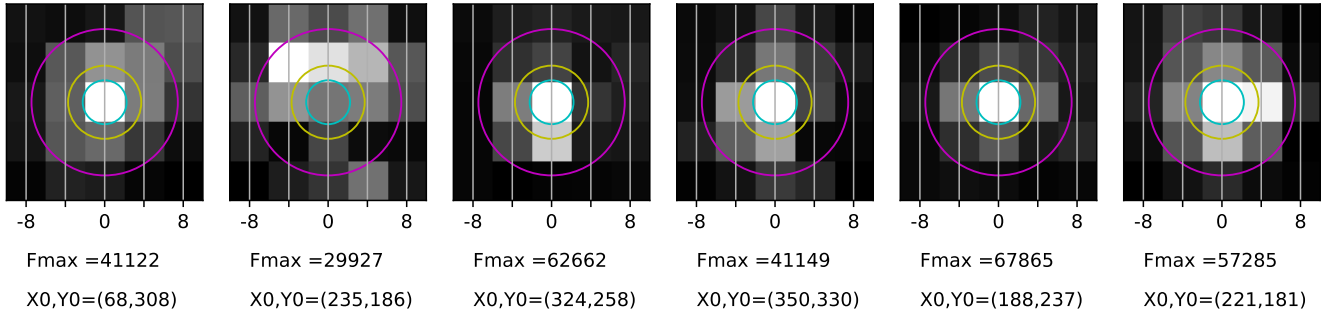 -8 0 8 -8 0 8 -8 0 8 -8 0 8 -8 0 8 -8 0 8
Fmax =41122 Fmax =29927 Fmax =62662 Fmax =41149 Fmax =67865 Fmax =57285
X0,Y0=(68,308) X0,Y0=(235,186) X0,Y0=(324,258) X0,Y0=(350,330) X0,Y0=(188,237) X0,Y0=(221,181)